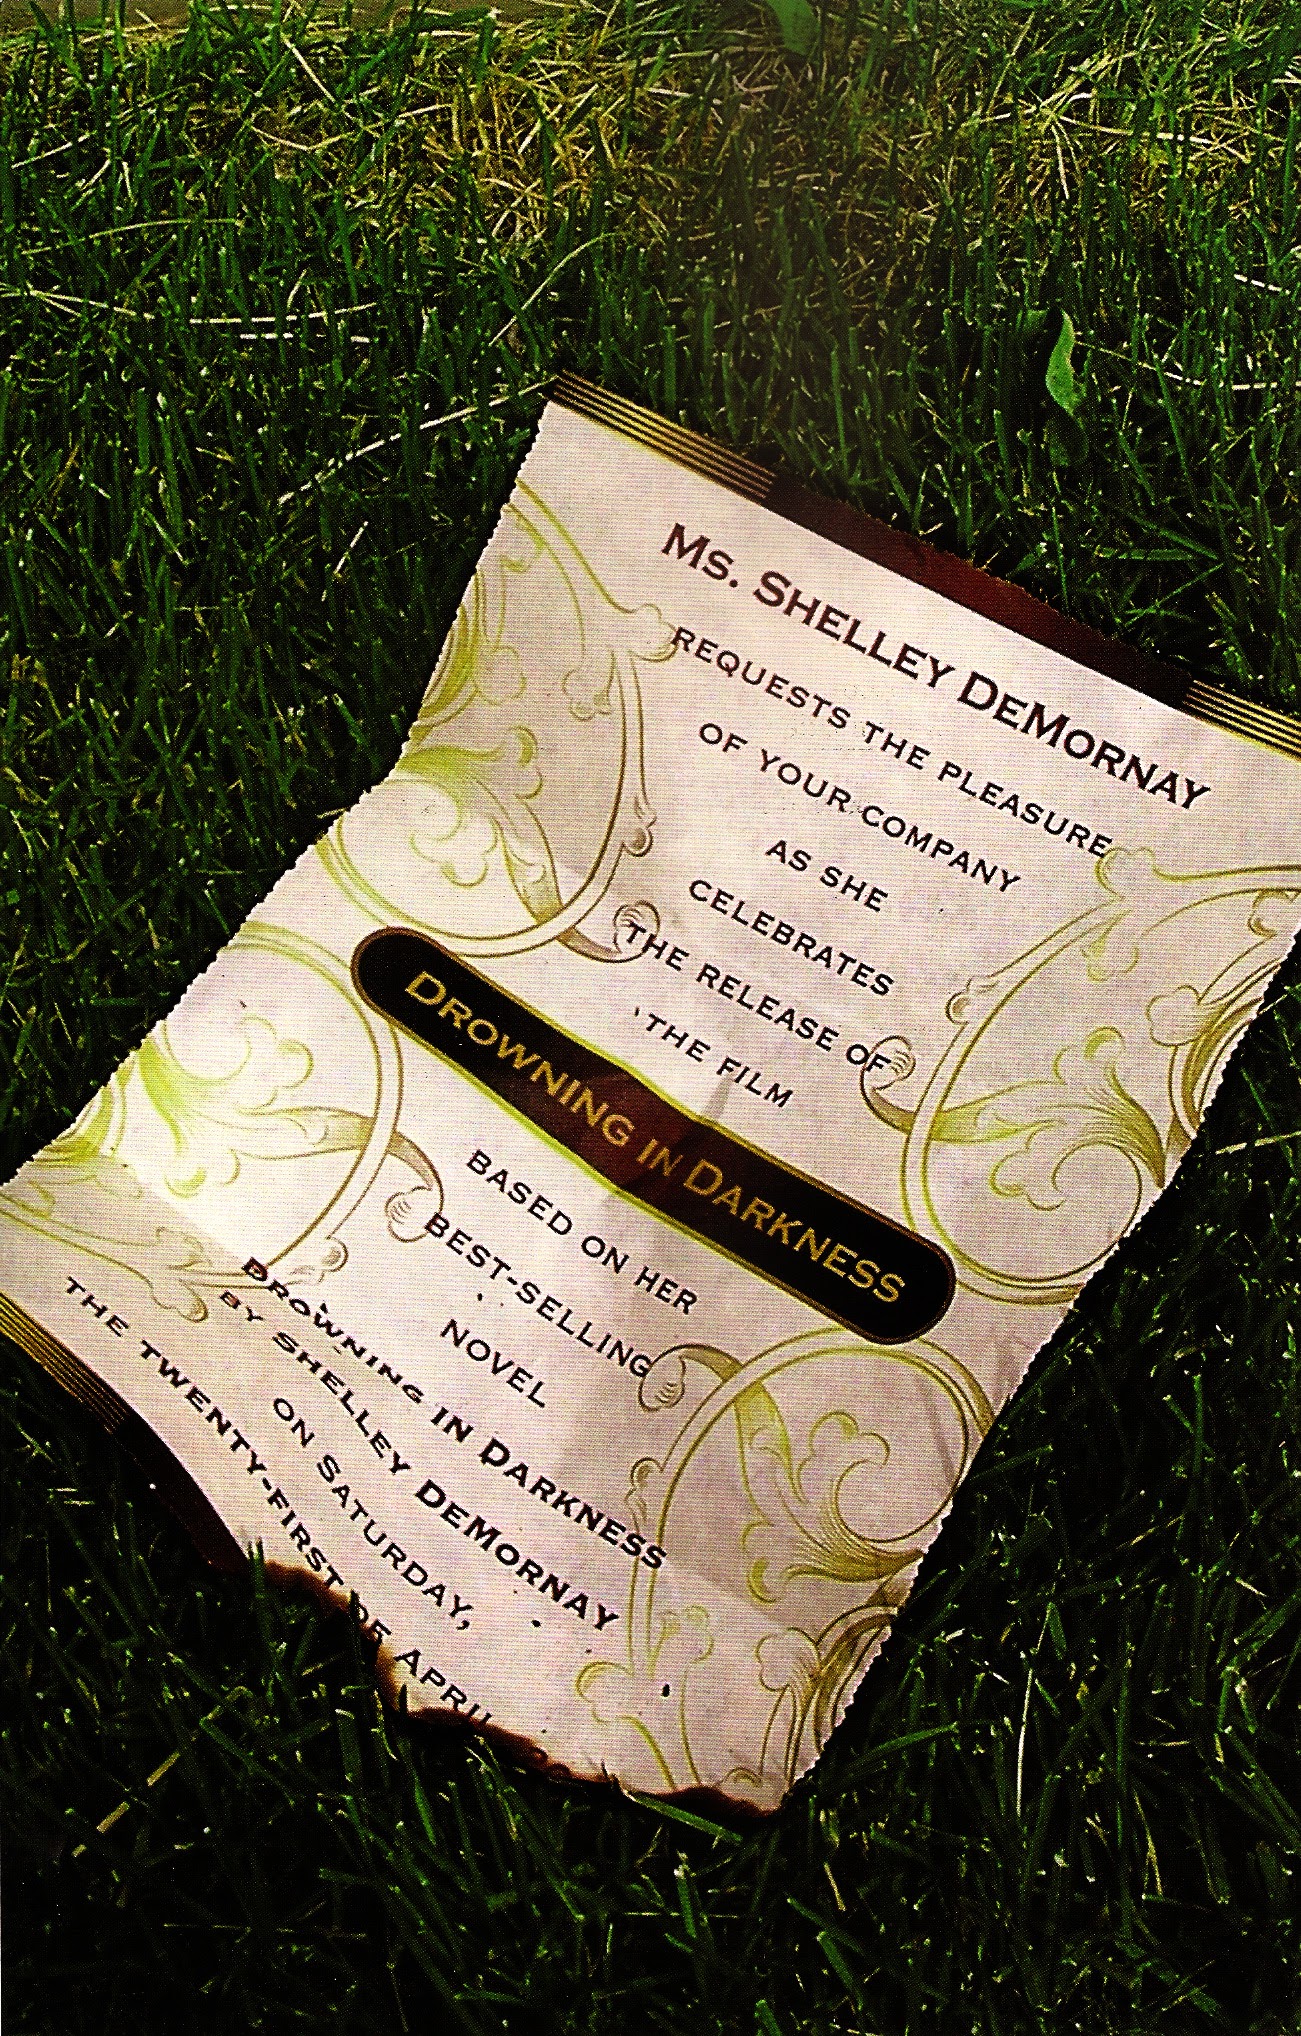 Ms. Shelley DeMornay
requests the pleasure
of your company
as she
celebrates
the release of
the film
Drowning in Darkness
based on her
best-selling
novel
Drowning in Darkness
by Shelley DeMornay
on Saturday,
the twenty-first of April